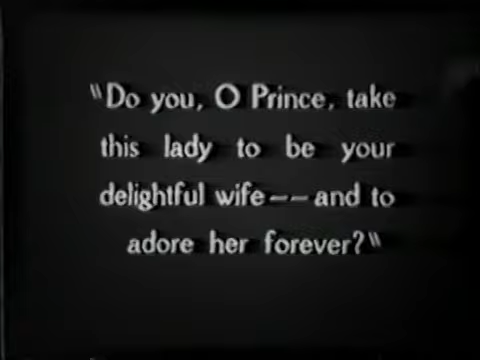 "Do you, O Prince, take
this lady to be your
delightful wife -- and to
adore her forever?"